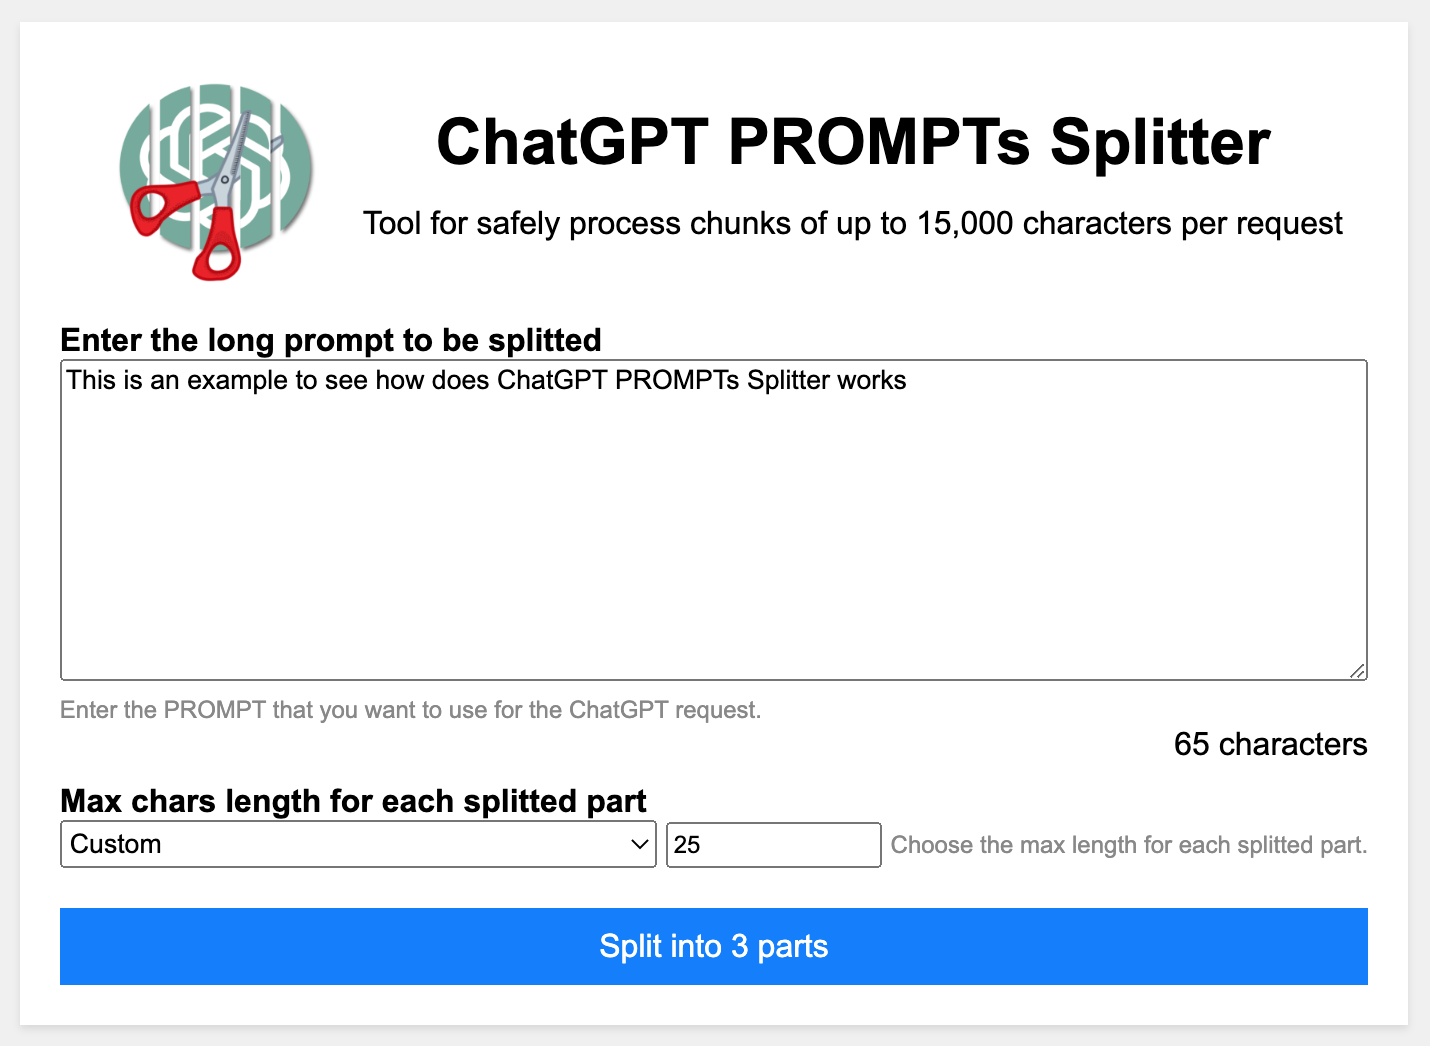 ChatGPT PROMPTs Splitter
Tool for safely process chunks of up to 15,000 characters per request
Enter the long prompt to be splitted
This is an example to see how does ChatGPT PROMPTs Splitter works
Enter the PROMPT that you want to use for the ChatGPT request.
65 characters
Max chars length for each splitted part
Custom 25 Choose the max length for each splitted part.
Split into 3 parts